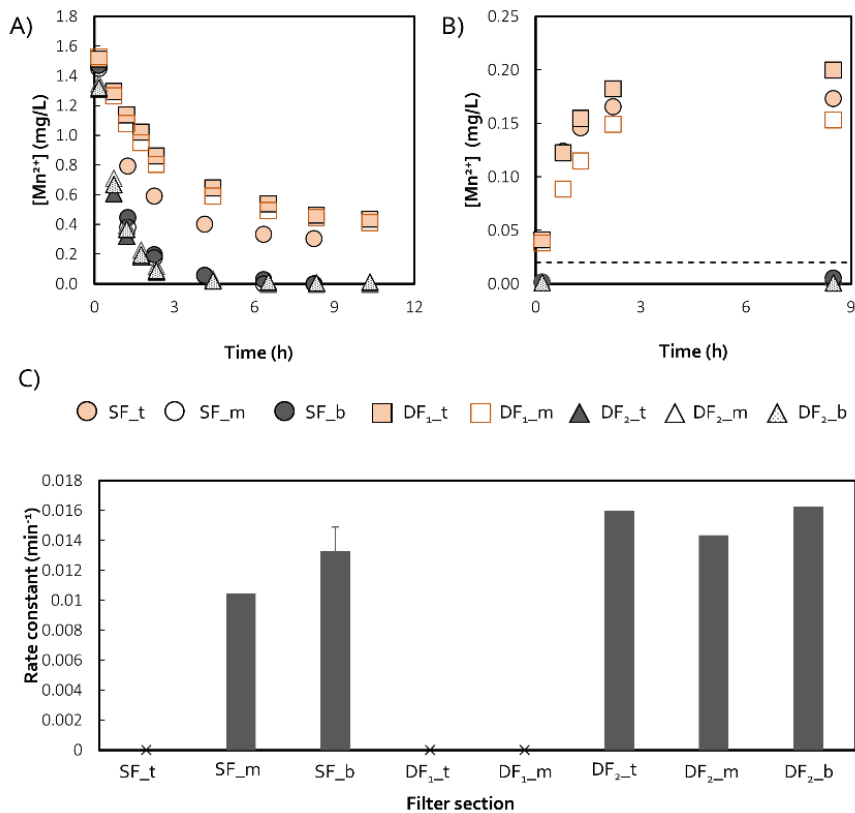 A)
[Mn²⁺] (mg/L)
1.8
1.6
1.4
1.2
1.0
0.8
0.6
0.4
0.2
0.0
0 3 6 9 12
Time (h)
B)
[Mn²⁺] (mg/L)
0.25
0.20
0.15
0.10
0.05
0.00
0 3 6 9
Time (h)
C)
SF_t SF_m SF_b DF₁_t DF₁_m DF₂_t DF₂_m DF₂_b
Rate constant (min⁻¹)
0.018
0.016
0.014
0.012
0.01
0.008
0.006
0.004
0.002
0
SF_t SF_m SF_b DF₁_t DF₁_m DF₂_t DF₂_m DF₂_b
Filter section